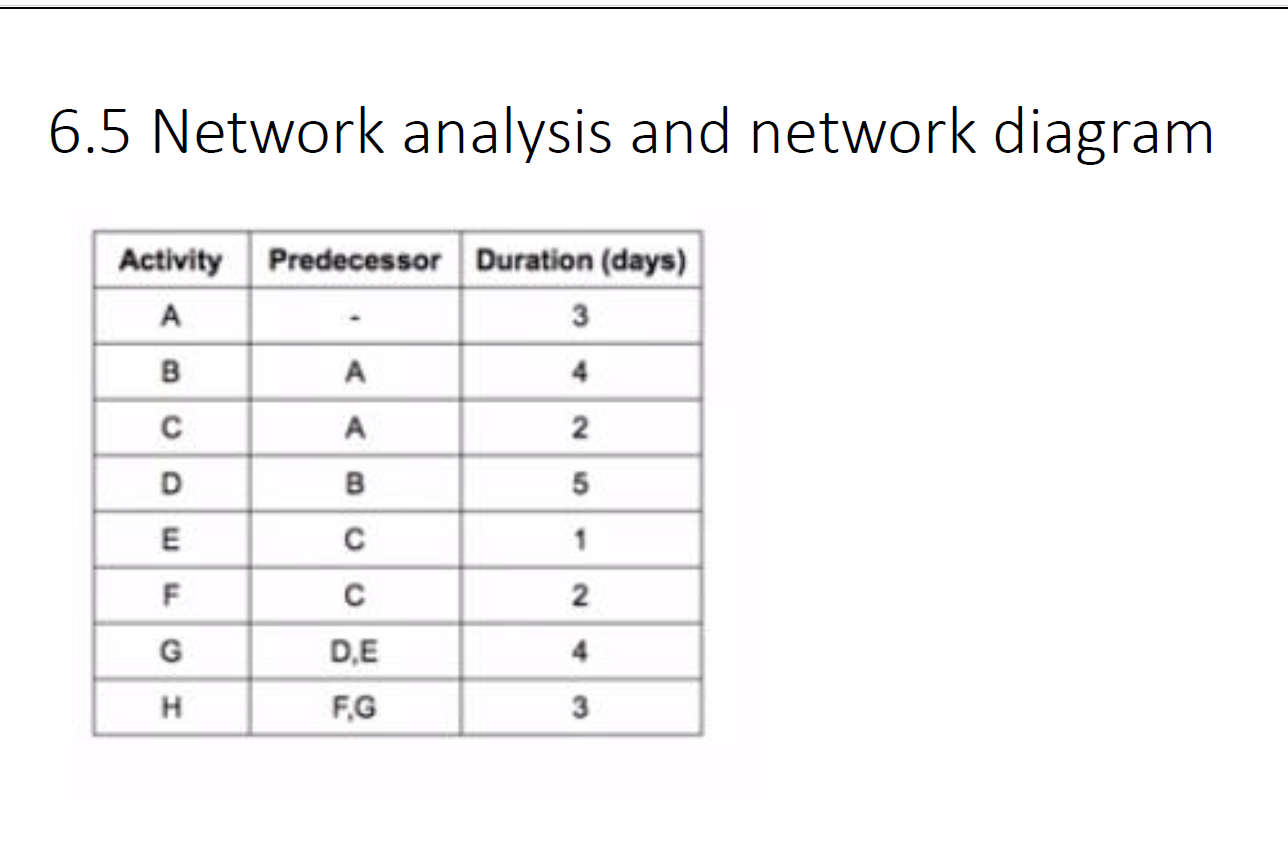 6.5 Network analysis and network diagram
Activity Predecessor Duration (days)
A - 3
B A 4
C A 2
D B 5
E C 1
F C 2
G D,E 4
H F,G 3